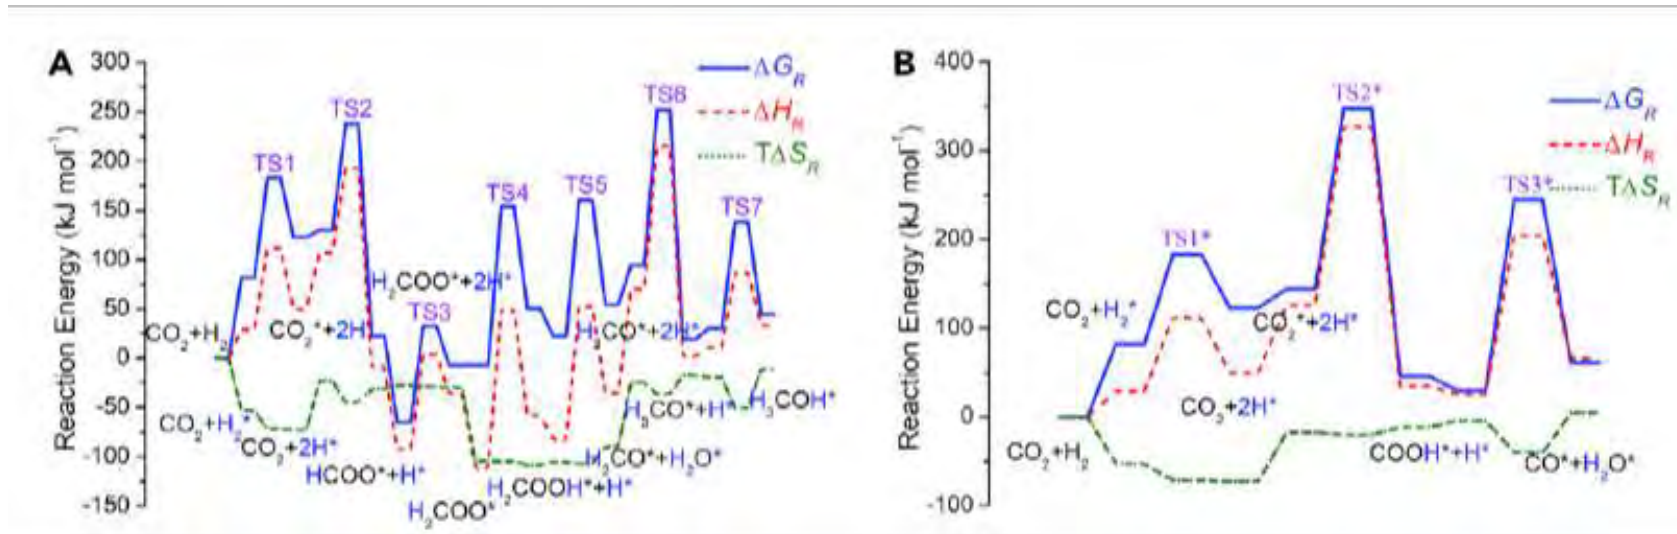 A
Reaction Energy (kJ mol⁻¹)
300
250
200
150
100
50
0
-50
-100
-150
ΔG_R
ΔH_R
TΔS_R
TS1
TS2
TS3
TS4
TS5
TS6
TS7
CO₂+H₂
CO₂*+2H
H₂COO*+2H*
H₂CO*+2H*
CO₂+H₂*
CO₂+2H*
HCOO*+H*
H₂COO*
H₂COOH*+H*
H₂CO*+H₂O*
H₃CO*+H*
H₃COH*
B
Reaction Energy (kJ mol⁻¹)
400
300
200
100
0
-100
ΔG_R
ΔH_R
TΔS_R
TS1*
TS2*
TS3*
CO₂+H₂*
CO₂*+2H*
CO₂+2H*
CO₂+H₂
COOH*+H*
CO*+H₂O*